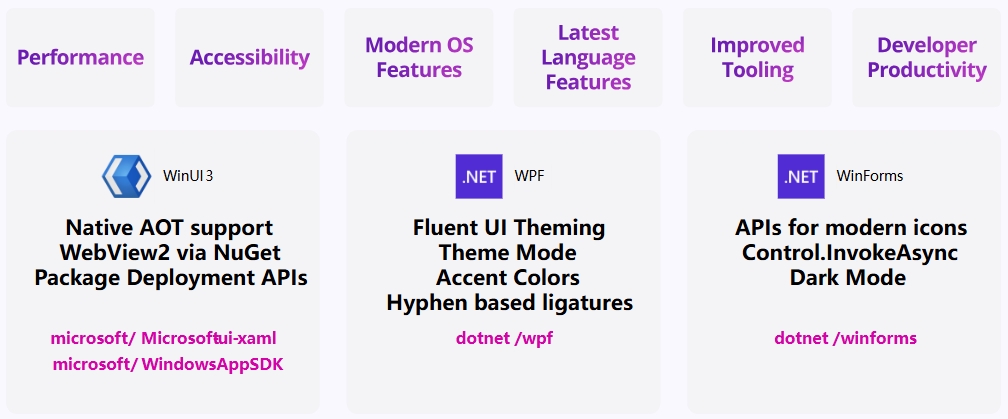 Performance
Accessibility
Modern OS
Features
Latest
Language
Features
Improved
Tooling
Developer
Productivity
WinUI 3
Native AOT support
WebView2 via NuGet
Package Deployment APIs
microsoft/ Microsoft-ui-xaml
microsoft/ WindowsAppSDK
.NET WPF
Fluent UI Theming
Theme Mode
Accent Colors
Hyphen based ligatures
dotnet /wpf
.NET WinForms
APIs for modern icons
Control.InvokeAsync
Dark Mode
dotnet /winforms